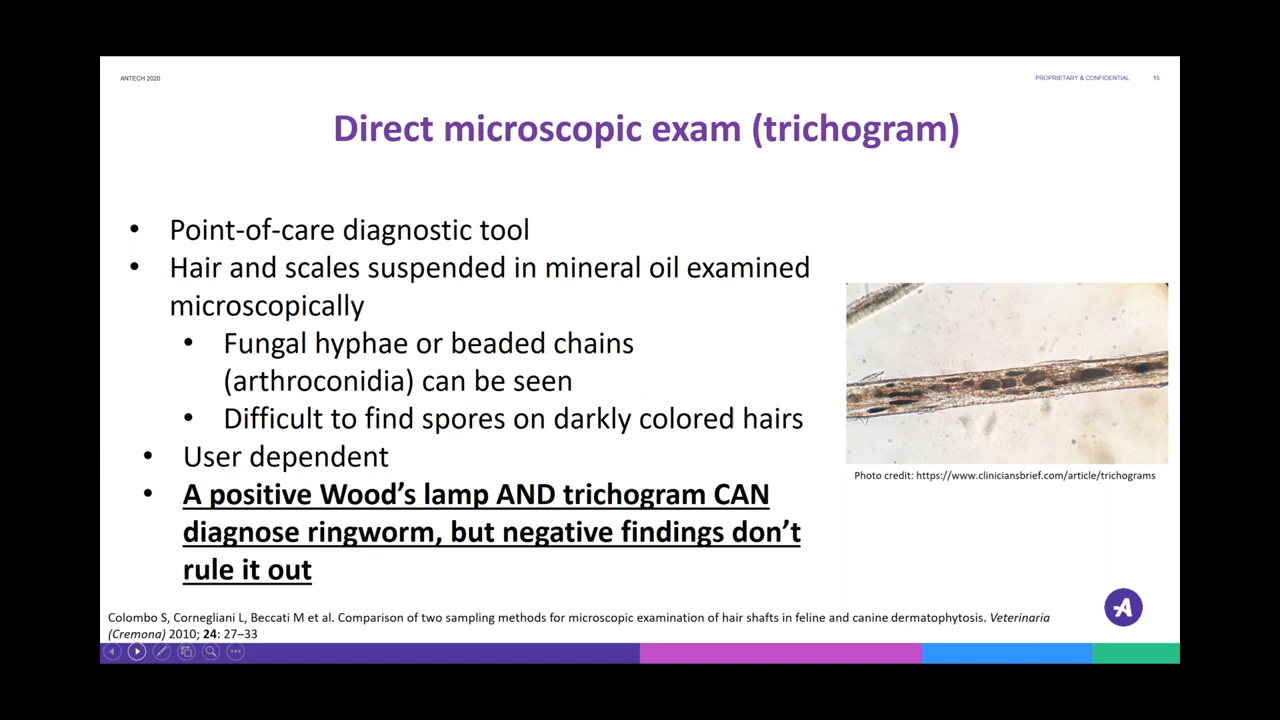 ANTECH 2020
PROPRIETARY & CONFIDENTIAL 15
Direct microscopic exam (trichogram)
• Point-of-care diagnostic tool
• Hair and scales suspended in mineral oil examined
microscopically
• Fungal hyphae or beaded chains
(arthroconidia) can be seen
• Difficult to find spores on darkly colored hairs
• User dependent
• A positive Wood’s lamp AND trichogram CAN
diagnose ringworm, but negative findings don’t
rule it out
Photo credit: https://www.cliniciansbrief.com/article/trichograms
Colombo S, Cornegliani L, Beccati M et al. Comparison of two sampling methods for microscopic examination of hair shafts in feline and canine dermatophytosis. Veterinaria
(Cremona) 2010; 24: 27–33
A